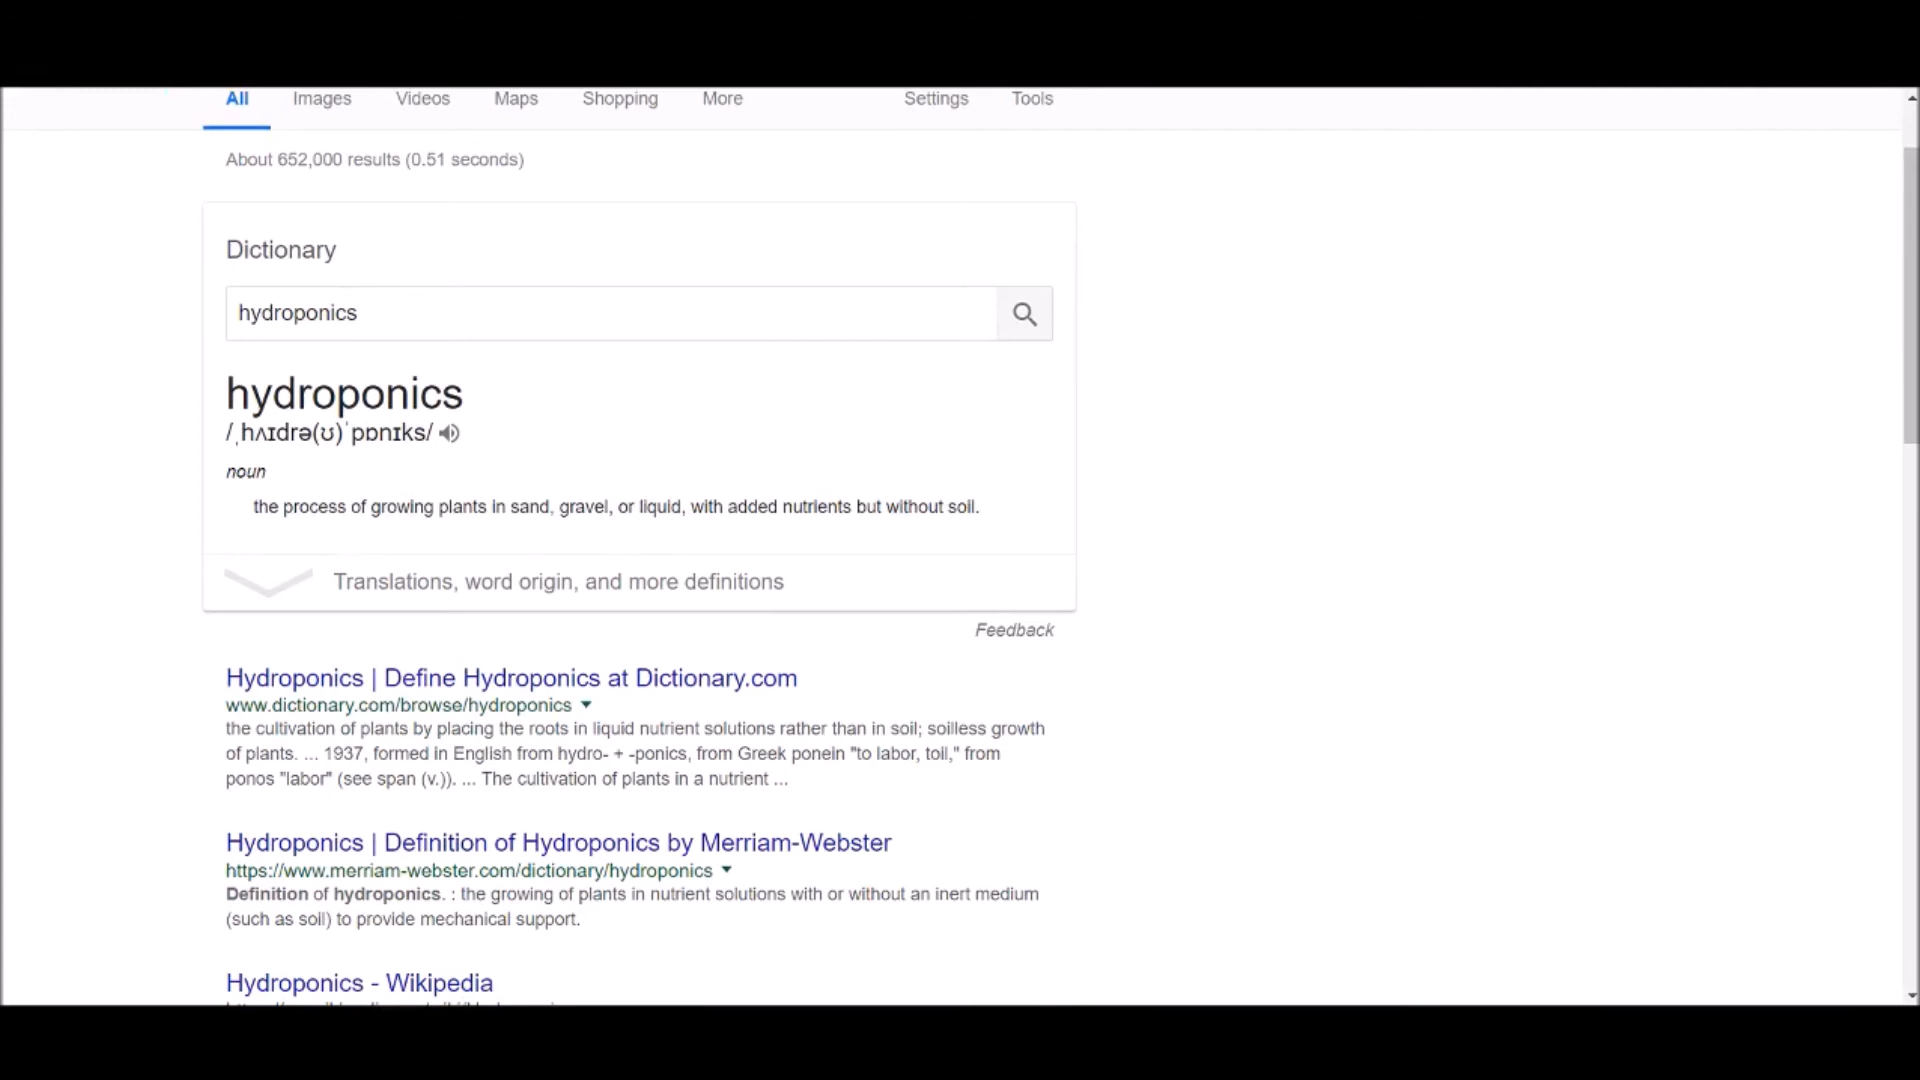 All Images Videos Maps Shopping More Settings Tools
About 652,000 results (0.51 seconds)
Dictionary
hydroponics
hydroponics
/ˌhʌɪdrə(ʊ)ˈpɒnɪks/
noun
the process of growing plants in sand, gravel, or liquid, with added nutrients but without soil.
Translations, word origin, and more definitions
Feedback
Hydroponics | Define Hydroponics at Dictionary.com
www.dictionary.com/browse/hydroponics
the cultivation of plants by placing the roots in liquid nutrient solutions rather than in soil; soilless growth
of plants. ... 1937, formed in English from hydro- + -ponics, from Greek ponein "to labor, toil," from
ponos "labor" (see span (v.)). ... The cultivation of plants in a nutrient ...
Hydroponics | Definition of Hydroponics by Merriam-Webster
https://www.merriam-webster.com/dictionary/hydroponics
Definition of hydroponics. : the growing of plants in nutrient solutions with or without an inert medium
(such as soil) to provide mechanical support.
Hydroponics - Wikipedia